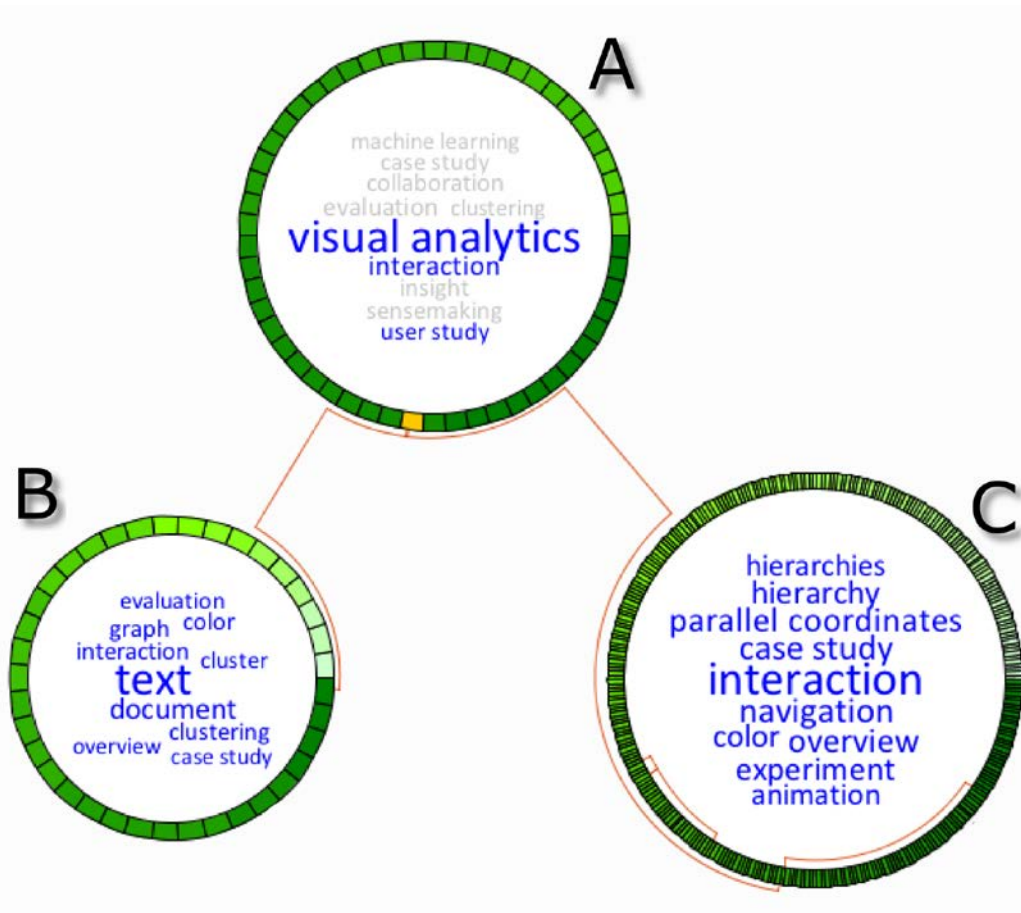 A
machine learning
case study
collaboration
evaluation clustering
visual analytics
interaction
insight
sensemaking
user study
B
evaluation
graph color
interaction cluster
text
document
clustering
overview case study
C
hierarchies
hierarchy
parallel coordinates
case study
interaction
navigation
color overview
experiment
animation